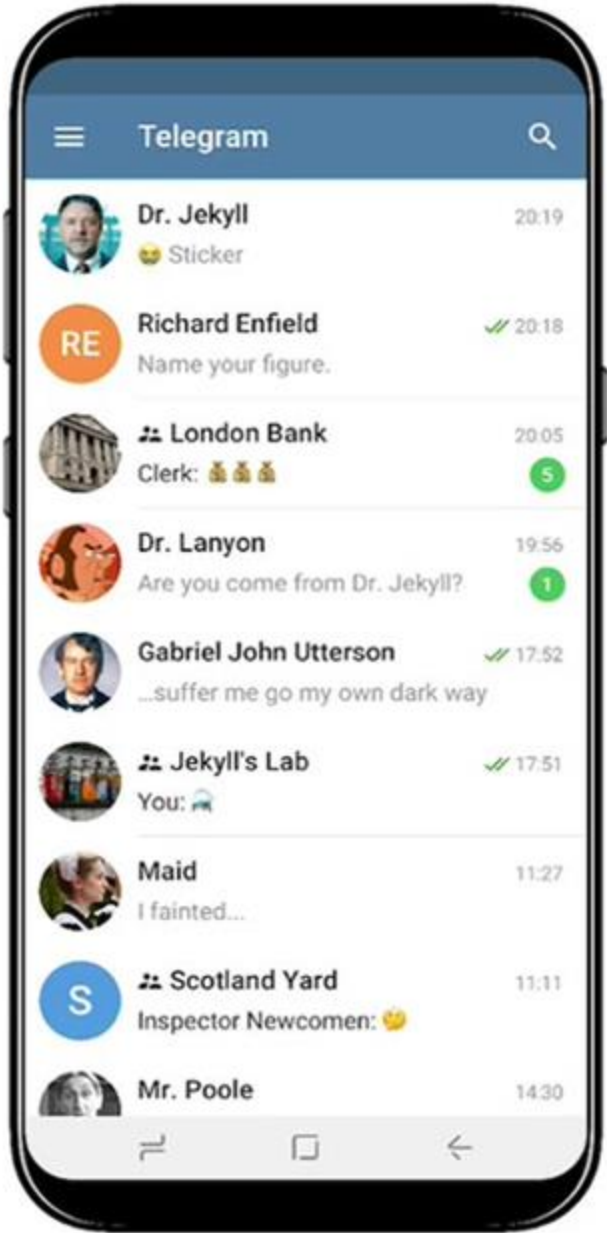 Telegram
Dr. Jekyll 20:19
😂 Sticker
RE Richard Enfield 20:18
Name your figure.
London Bank 20:05
Clerk: 💰💰💰 5
Dr. Lanyon 19:56
Are you come from Dr. Jekyll? 1
Gabriel John Utterson 17:52
...suffer me go my own dark way
Jekyll's Lab 17:51
You: 🔬
Maid 11:27
I fainted...
S Scotland Yard 11:11
Inspector Newcomen: 🤔
Mr. Poole 14:30